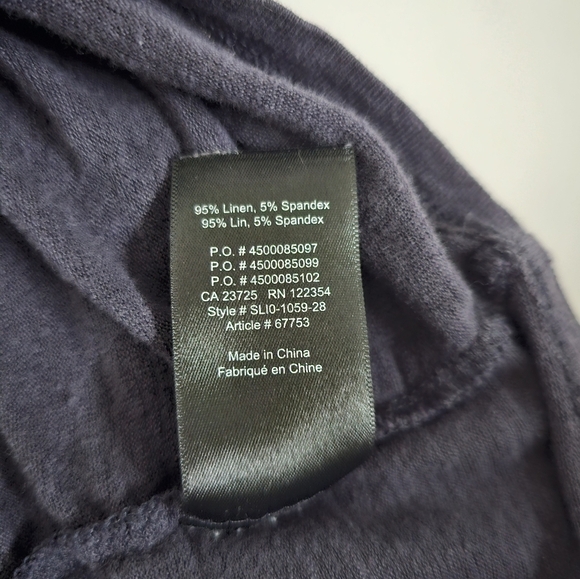 95% Linen, 5% Spandex
95% Lin, 5% Spandex
P.O. # 4500085097
P.O. # 4500085099
P.O. # 4500085102
CA 23725 RN 122354
Style # SLI0-1059-28
Article # 67753
Made in China
Fabriqué en Chine